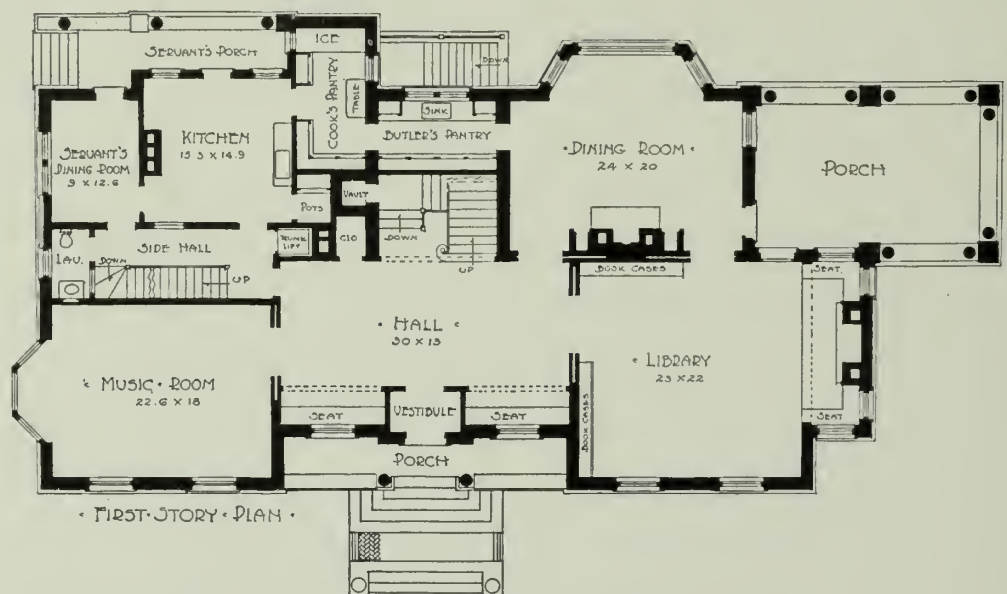 ICE
SERVANT'S PORCH
DOWN
COOK'S PANTRY
TABLE
SINK
KITCHEN
15.3 X 14.9
BUTLER'S PANTRY
• DINING ROOM •
24 X 20
SERVANT'S
DINING ROOM
9 X 12.6
PORCH
VAULT
POTS
DOWN
CLO
TRUNK
LIFT
SIDE HALL
LAV.
DOWN
UP
UP
BOOK CASES
SEAT
• HALL •
30 X 15
• LIBRARY
23 X 22
• MUSIC • ROOM
22.6 X 18
SEAT
VESTIBULE
SEAT
BOOK CASES
SEAT
PORCH
• FIRST • STORY • PLAN •